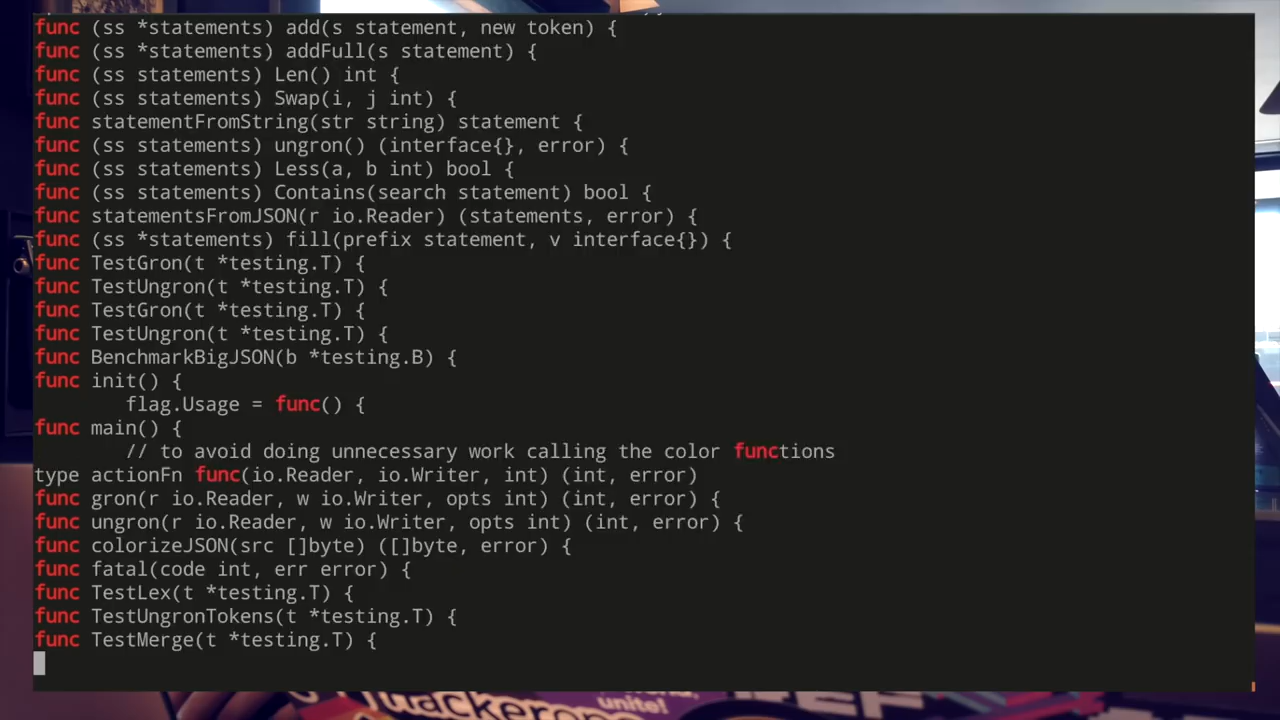 func (ss *statements) add(s statement, new token) {
func (ss *statements) addFull(s statement) {
func (ss statements) Len() int {
func (ss statements) Swap(i, j int) {
func statementFromString(str string) statement {
func (ss statements) ungron() (interface{}, error) {
func (ss statements) Less(a, b int) bool {
func (ss statements) Contains(search statement) bool {
func statementsFromJSON(r io.Reader) (statements, error) {
func (ss *statements) fill(prefix statement, v interface{}) {
func TestGron(t *testing.T) {
func TestUngron(t *testing.T) {
func TestGron(t *testing.T) {
func TestUngron(t *testing.T) {
func BenchmarkBigJSON(b *testing.B) {
func init() {
        flag.Usage = func() {
func main() {
        // to avoid doing unnecessary work calling the color functions
type actionFn func(io.Reader, io.Writer, int) (int, error)
func gron(r io.Reader, w io.Writer, opts int) (int, error) {
func ungron(r io.Reader, w io.Writer, opts int) (int, error) {
func colorizeJSON(src []byte) ([]byte, error) {
func fatal(code int, err error) {
func TestLex(t *testing.T) {
func TestUngronTokens(t *testing.T) {
func TestMerge(t *testing.T) {
unite!